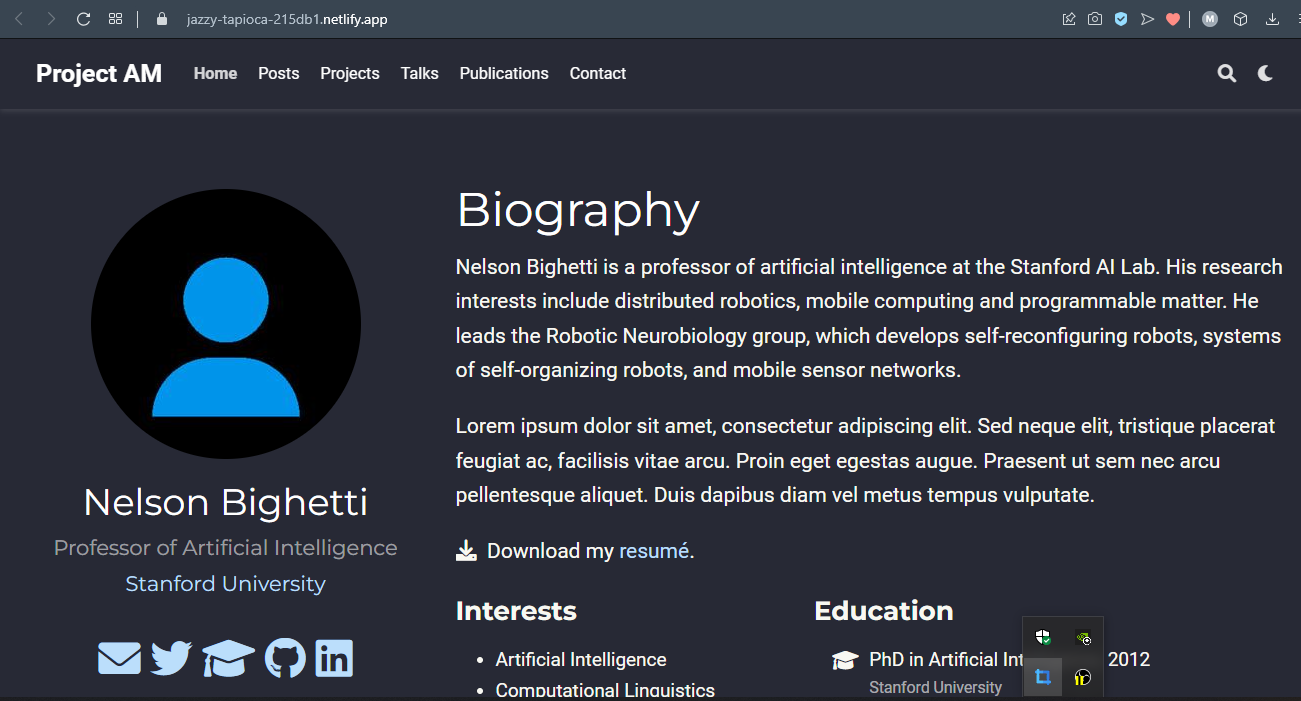 jazzy-tapioca-215db1.netlify.app
M
Project AM Home Posts Projects Talks Publications Contact
Biography
Nelson Bighetti is a professor of artificial intelligence at the Stanford AI Lab. His research
interests include distributed robotics, mobile computing and programmable matter. He
leads the Robotic Neurobiology group, which develops self-reconfiguring robots, systems
of self-organizing robots, and mobile sensor networks.
Lorem ipsum dolor sit amet, consectetur adipiscing elit. Sed neque elit, tristique placerat
feugiat ac, facilisis vitae arcu. Proin eget egestas augue. Praesent ut sem nec arcu
pellentesque aliquet. Duis dapibus diam vel metus tempus vulputate.
Download my resumé.
Nelson Bighetti
Professor of Artificial Intelligence
Stanford University
in
Interests
Artificial Intelligence
Computational Linguistics
Education
PhD in Artificial Int 2012
Stanford University